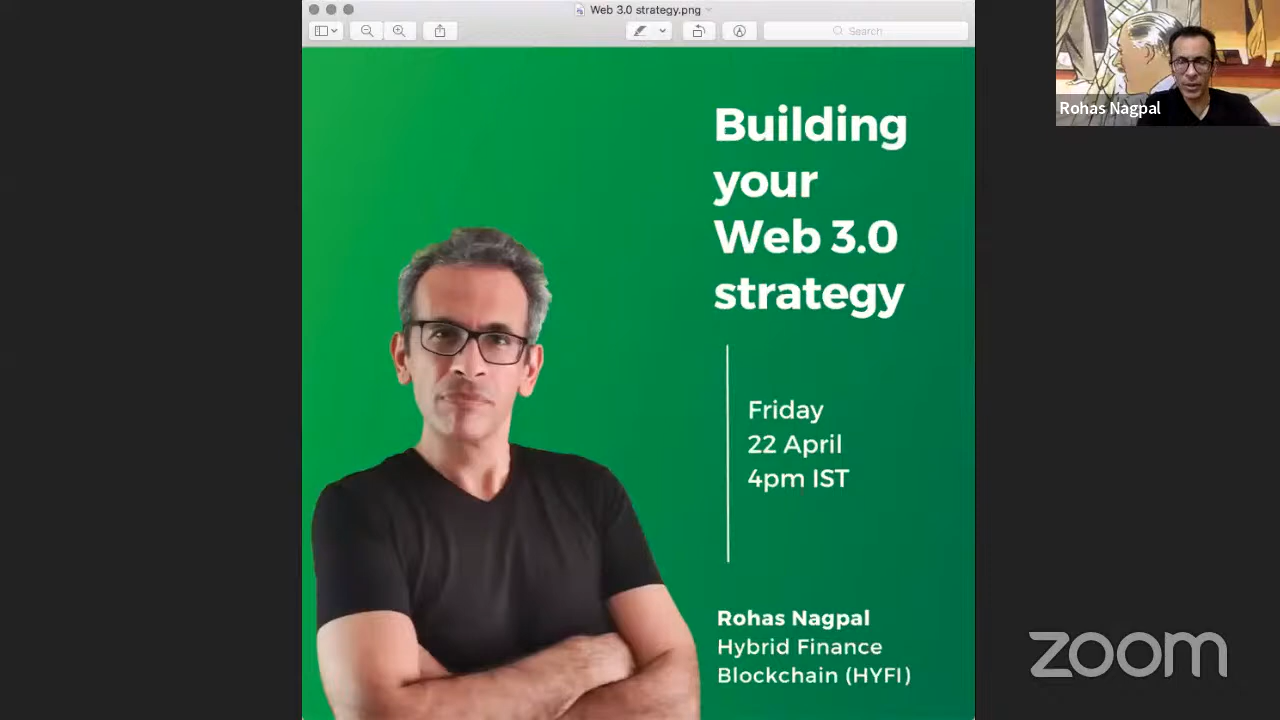 Web 3.0 strategy.png
Search
Rohas Nagpal
Building
your
Web 3.0
strategy
Friday
22 April
4pm IST
Rohas Nagpal
Hybrid Finance
Blockchain (HYFI)
zoom